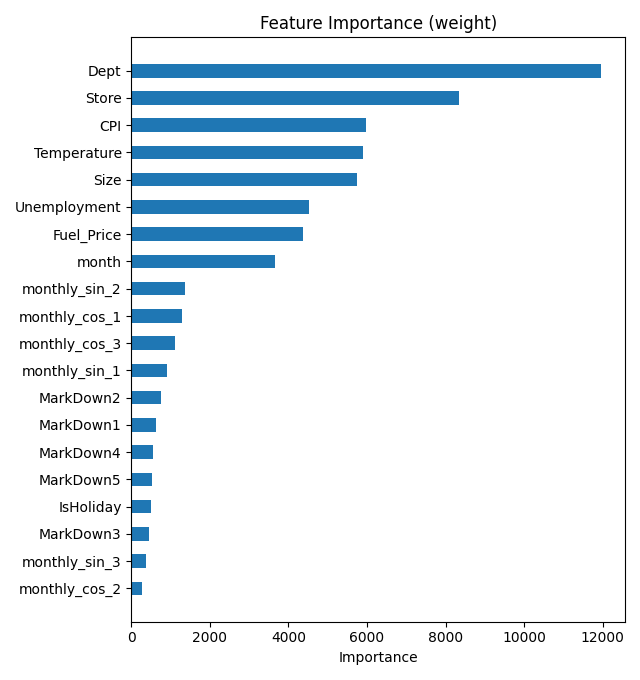 Feature Importance (weight)
Dept
Store
CPI
Temperature
Size
Unemployment
Fuel_Price
month
monthly_sin_2
monthly_cos_1
monthly_cos_3
monthly_sin_1
MarkDown2
MarkDown1
MarkDown4
MarkDown5
IsHoliday
MarkDown3
monthly_sin_3
monthly_cos_2
0 2000 4000 6000 8000 10000 12000
Importance